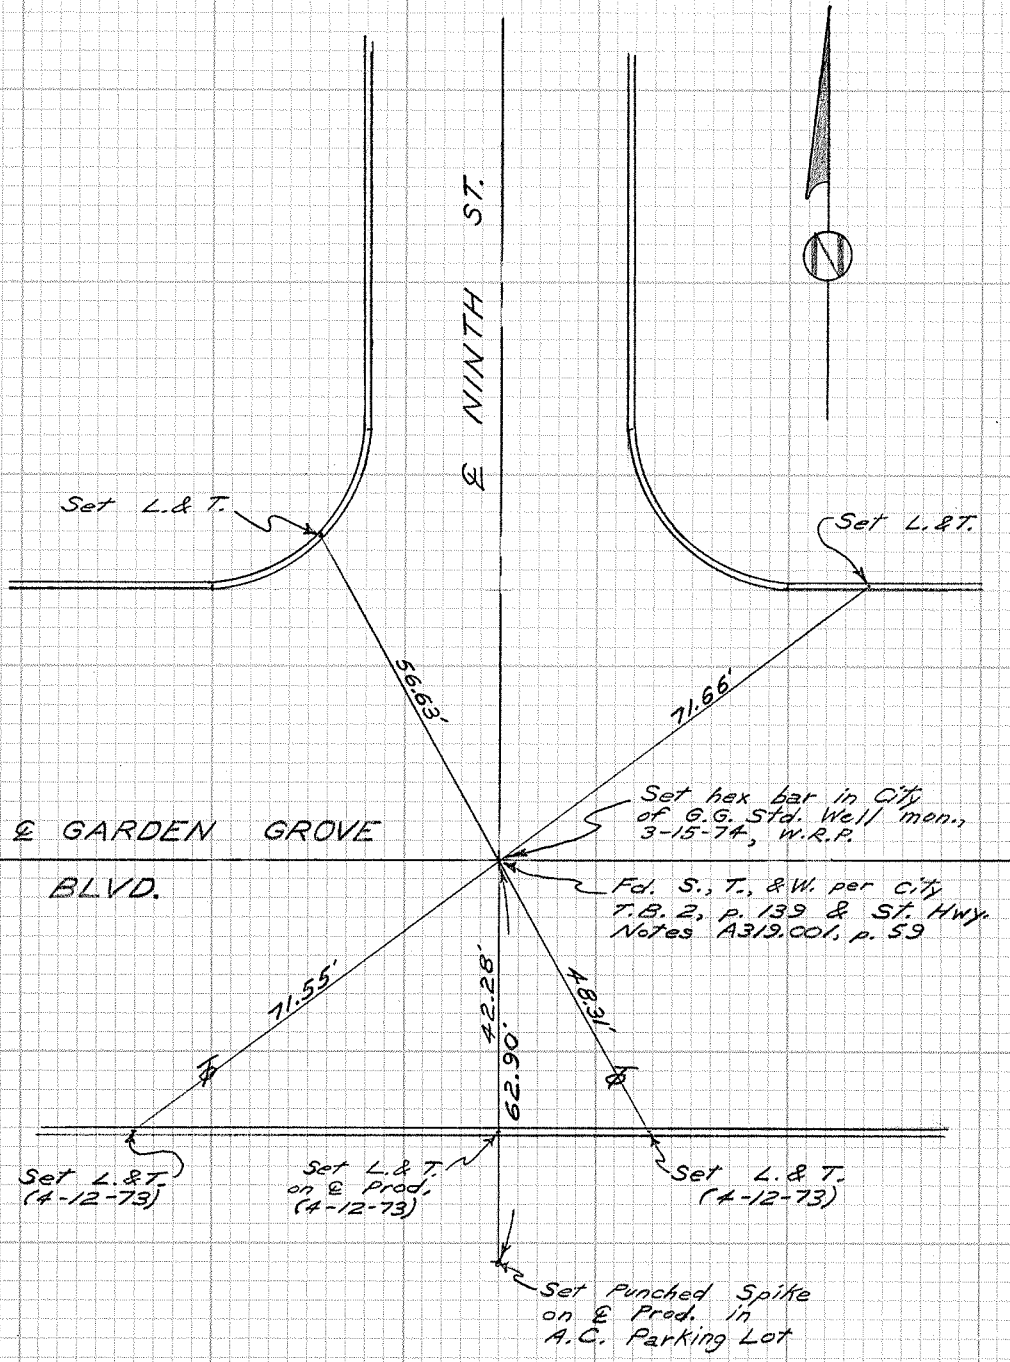 ℄ NINTH ST.
N
Set L. & T.
Set L. & T.
56.63'
71.66'
Set hex bar in City
of G.G. Std. Well mon.,
3-15-74, W.R.P.
℄ GARDEN GROVE
BLVD.
Fd. S., T., & W. per City
T.B. 2, p. 139 & St. Hwy.
Notes A319.001, p. 59
71.55'
42.28'
62.90'
48.31'
Set L. & T.
(4-12-73)
Set L. & T.
on ℄ Prod.
(4-12-73)
Set L. & T.
(4-12-73)
Set Punched Spike
on ℄ Prod. in
A.C. Parking Lot